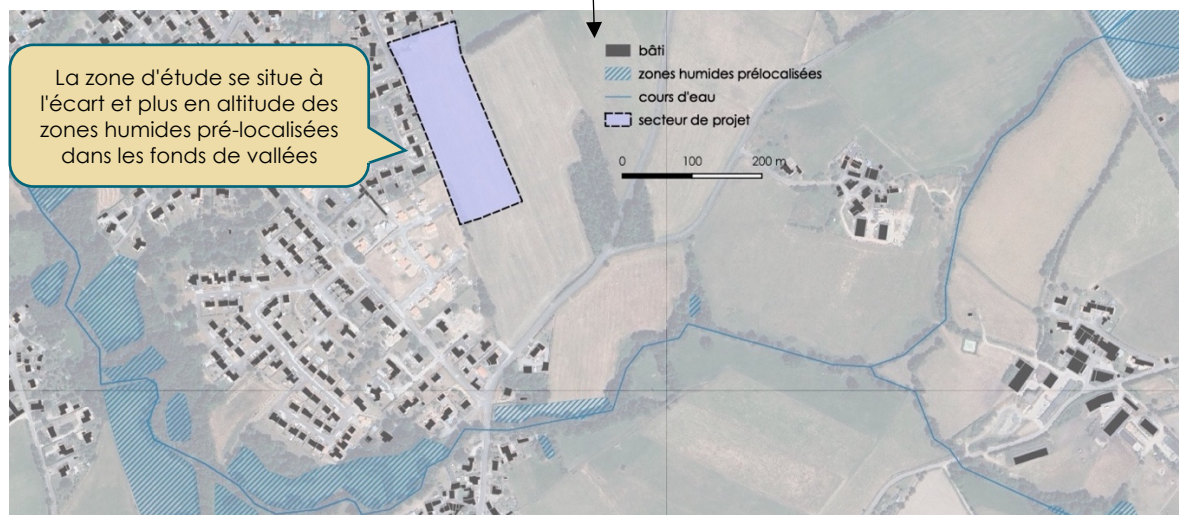 La zone d'étude se situe à
l'écart et plus en altitude des
zones humides pré-localisées
dans les fonds de vallées
bâti
zones humides prélocalisées
cours d'eau
secteur de projet
0 100 200 m